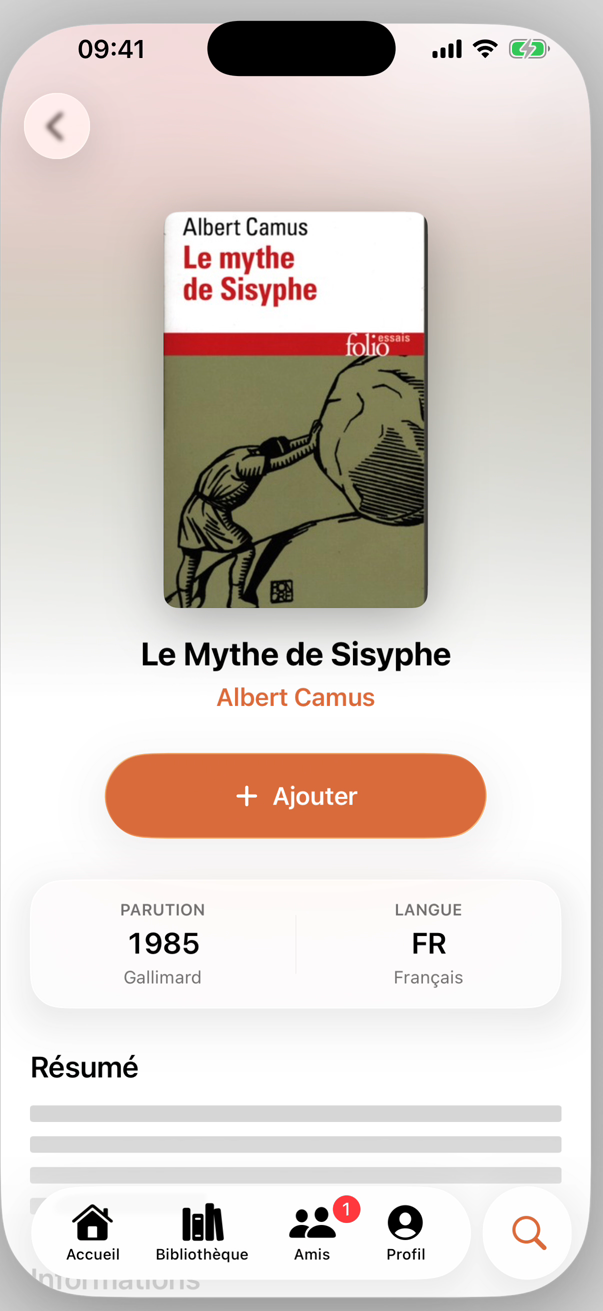 09:41
Albert Camus
Le mythe
de Sisyphe
essais
folio
Le Mythe de Sisyphe
Albert Camus
+ Ajouter
PARUTION
1985
Gallimard
LANGUE
FR
Français
Résumé
1
Accueil
Bibliothèque
Amis
Profil
Informations